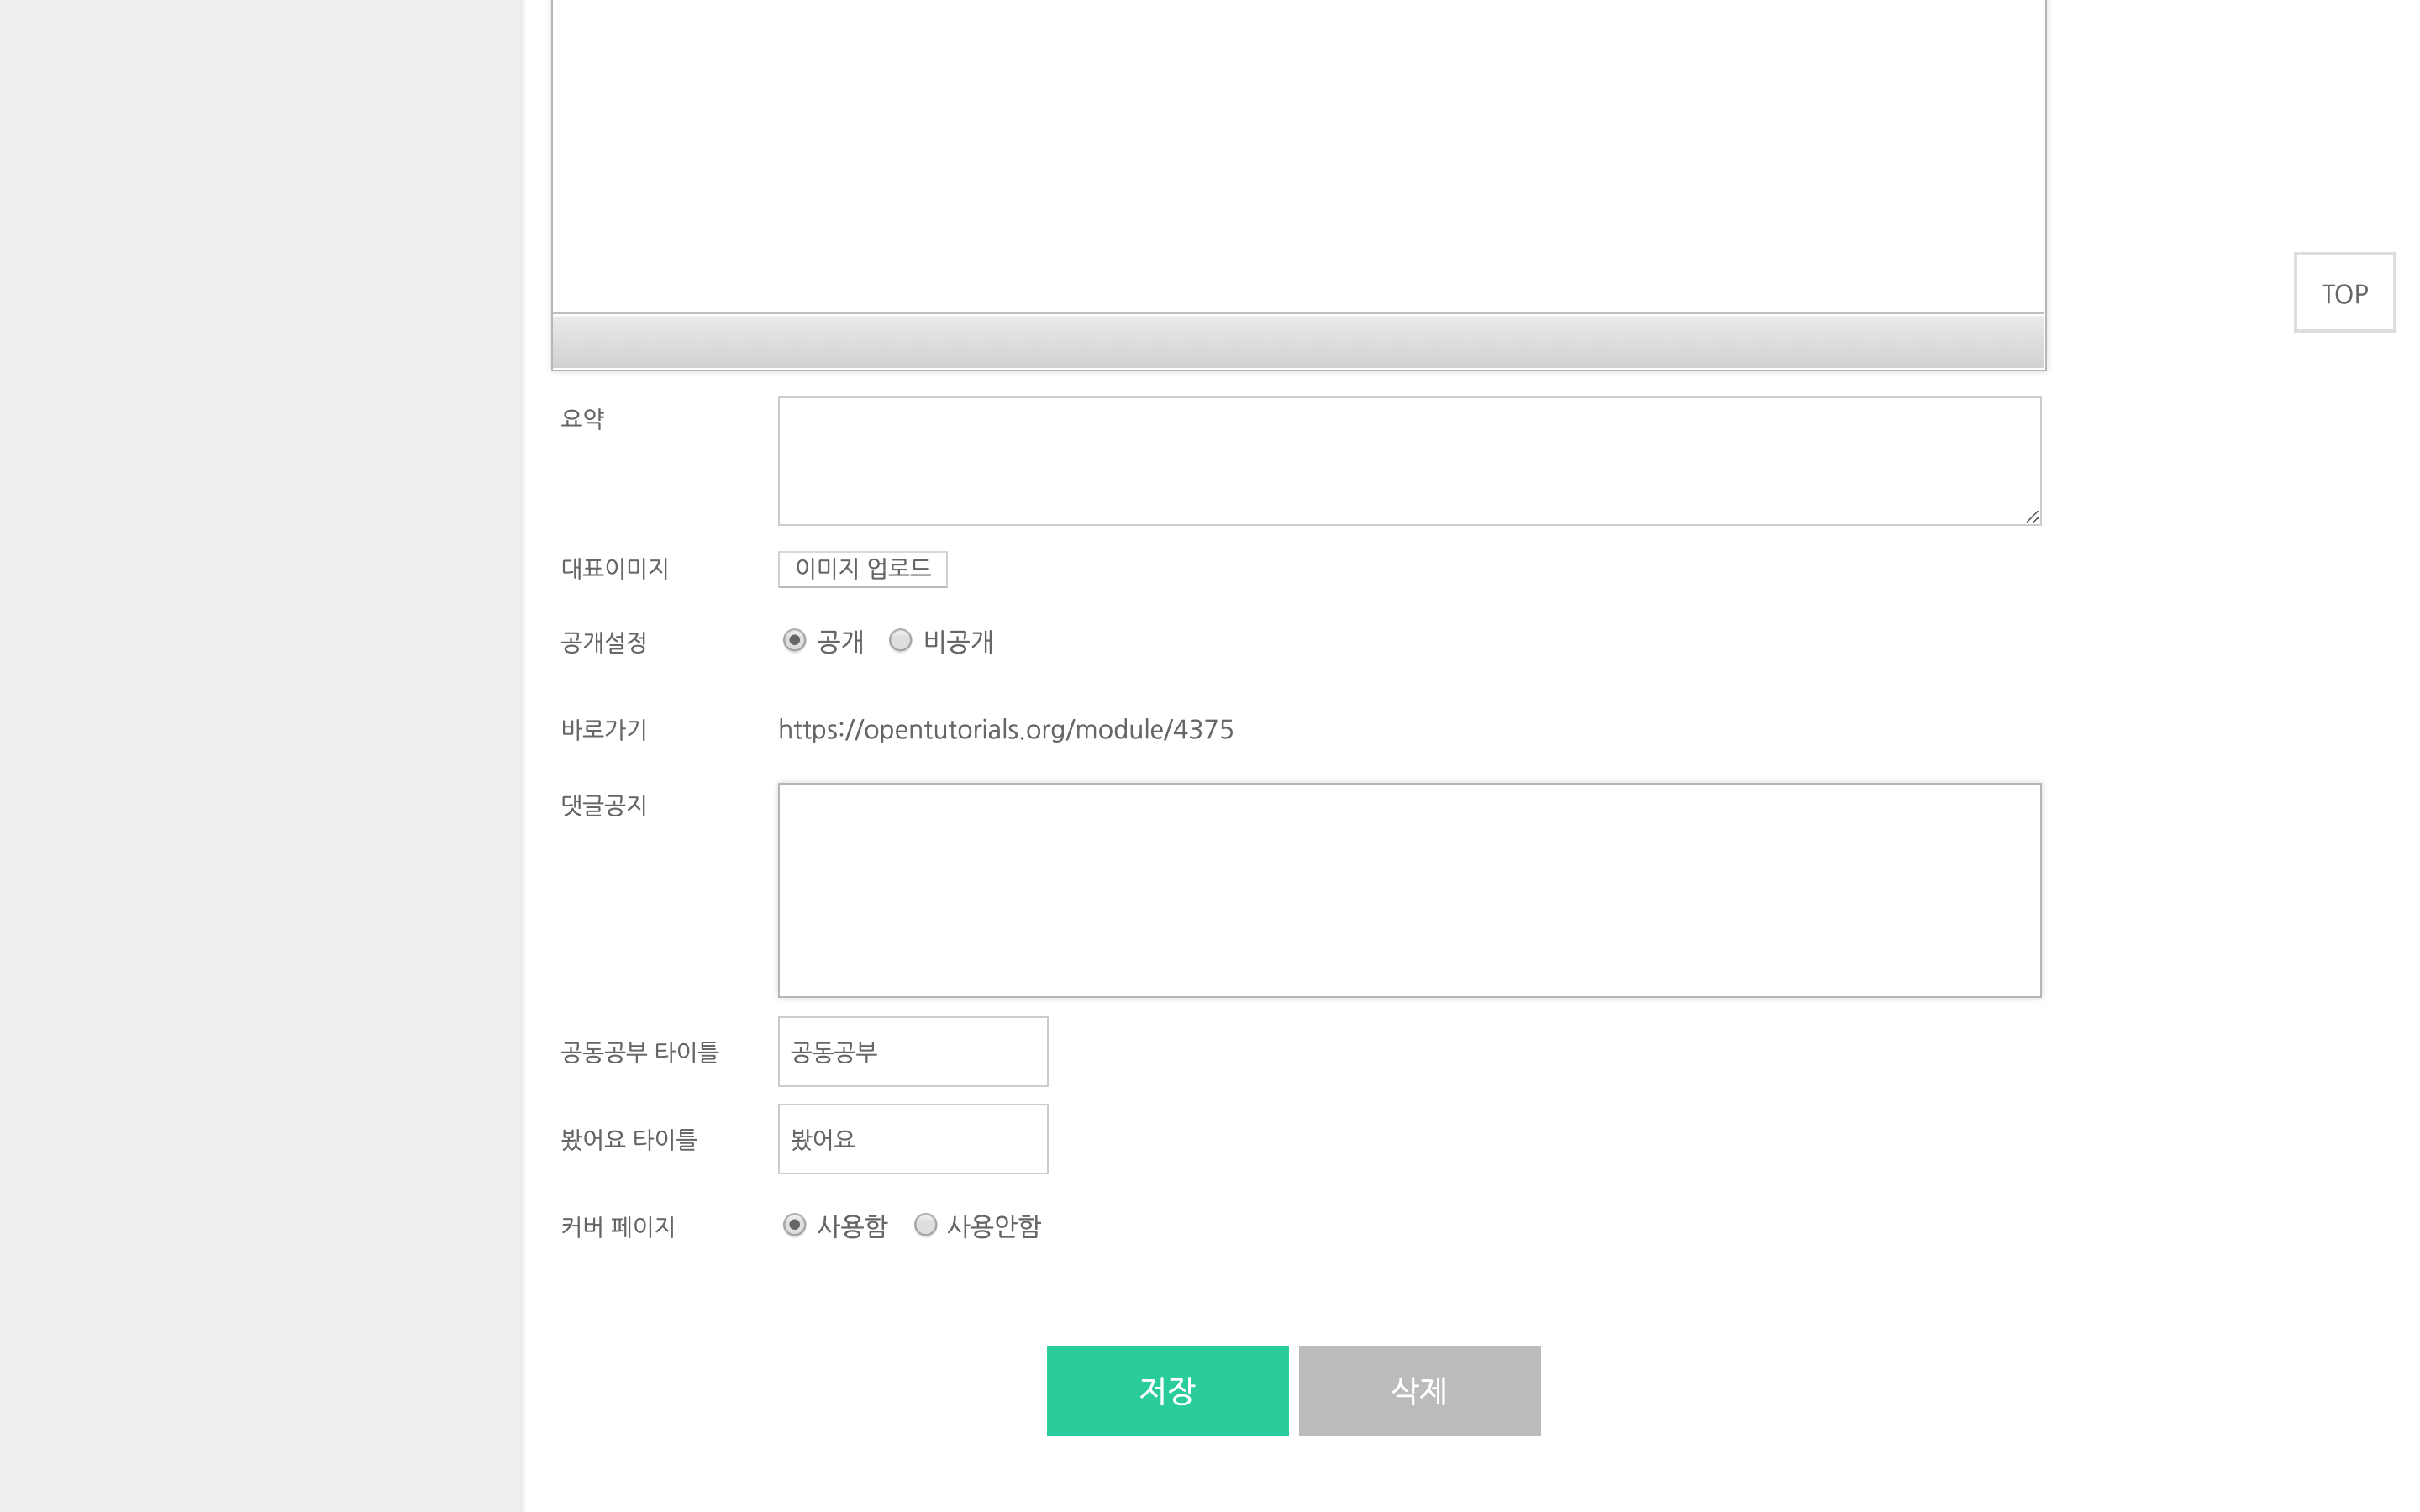 TOP
요약
대표이미지 이미지 업로드
공개설정 공개 비공개
바로가기 https://opentutorials.org/module/4375
댓글공지
공동공부 타이틀 공동공부
봤어요 타이틀 봤어요
커버 페이지 사용함 사용안함
저장 삭제